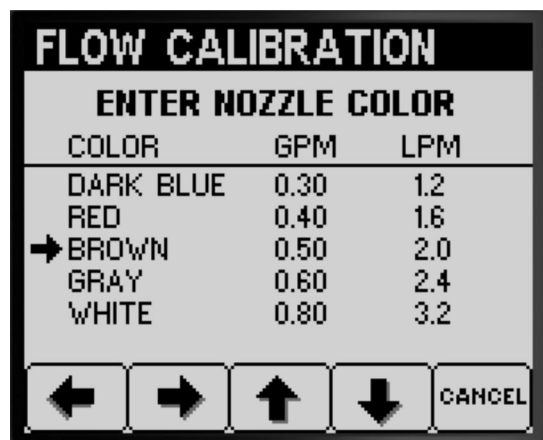 FLOW CALIBRATION
ENTER NOZZLE COLOR
COLOR GPM LPM
DARK BLUE 0.30 1.2
RED 0.40 1.6
BROWN 0.50 2.0
GRAY 0.60 2.4
WHITE 0.80 3.2
CANCEL